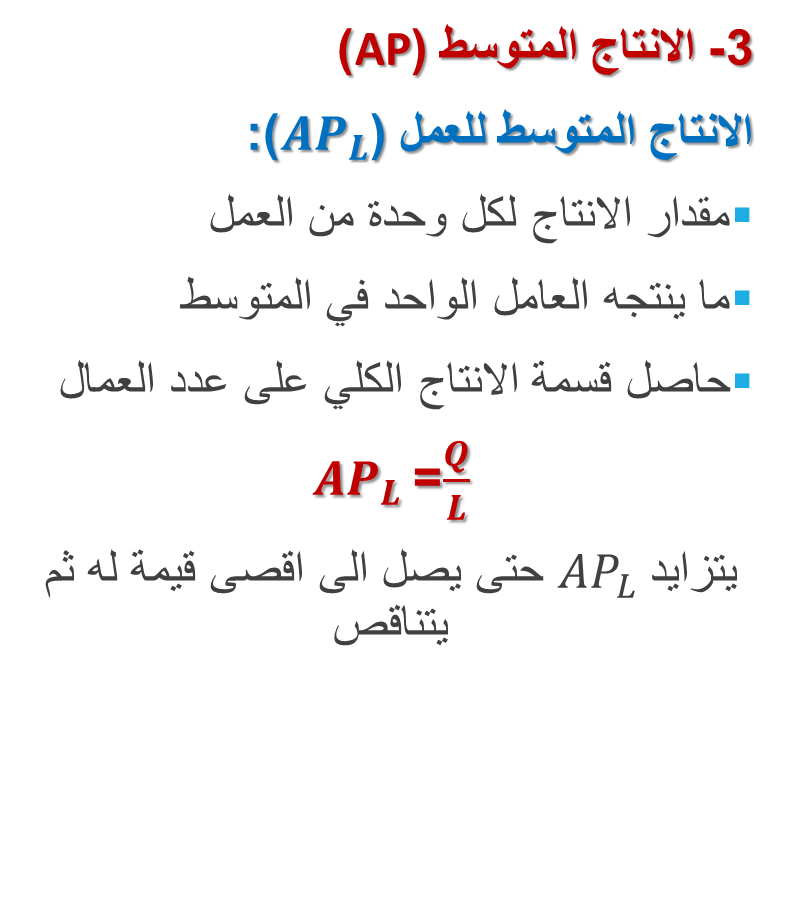 3- الانتاج المتوسط (AP)
الانتاج المتوسط للعمل (AP_L):
▪مقدار الانتاج لكل وحدة من العمل
▪ما ينتجه العامل الواحد في المتوسط
▪حاصل قسمة الانتاج الكلي على عدد العمال
AP_L =Q/L
يتزايد AP_L حتى يصل الى اقصى قيمة له ثم
يتناقص